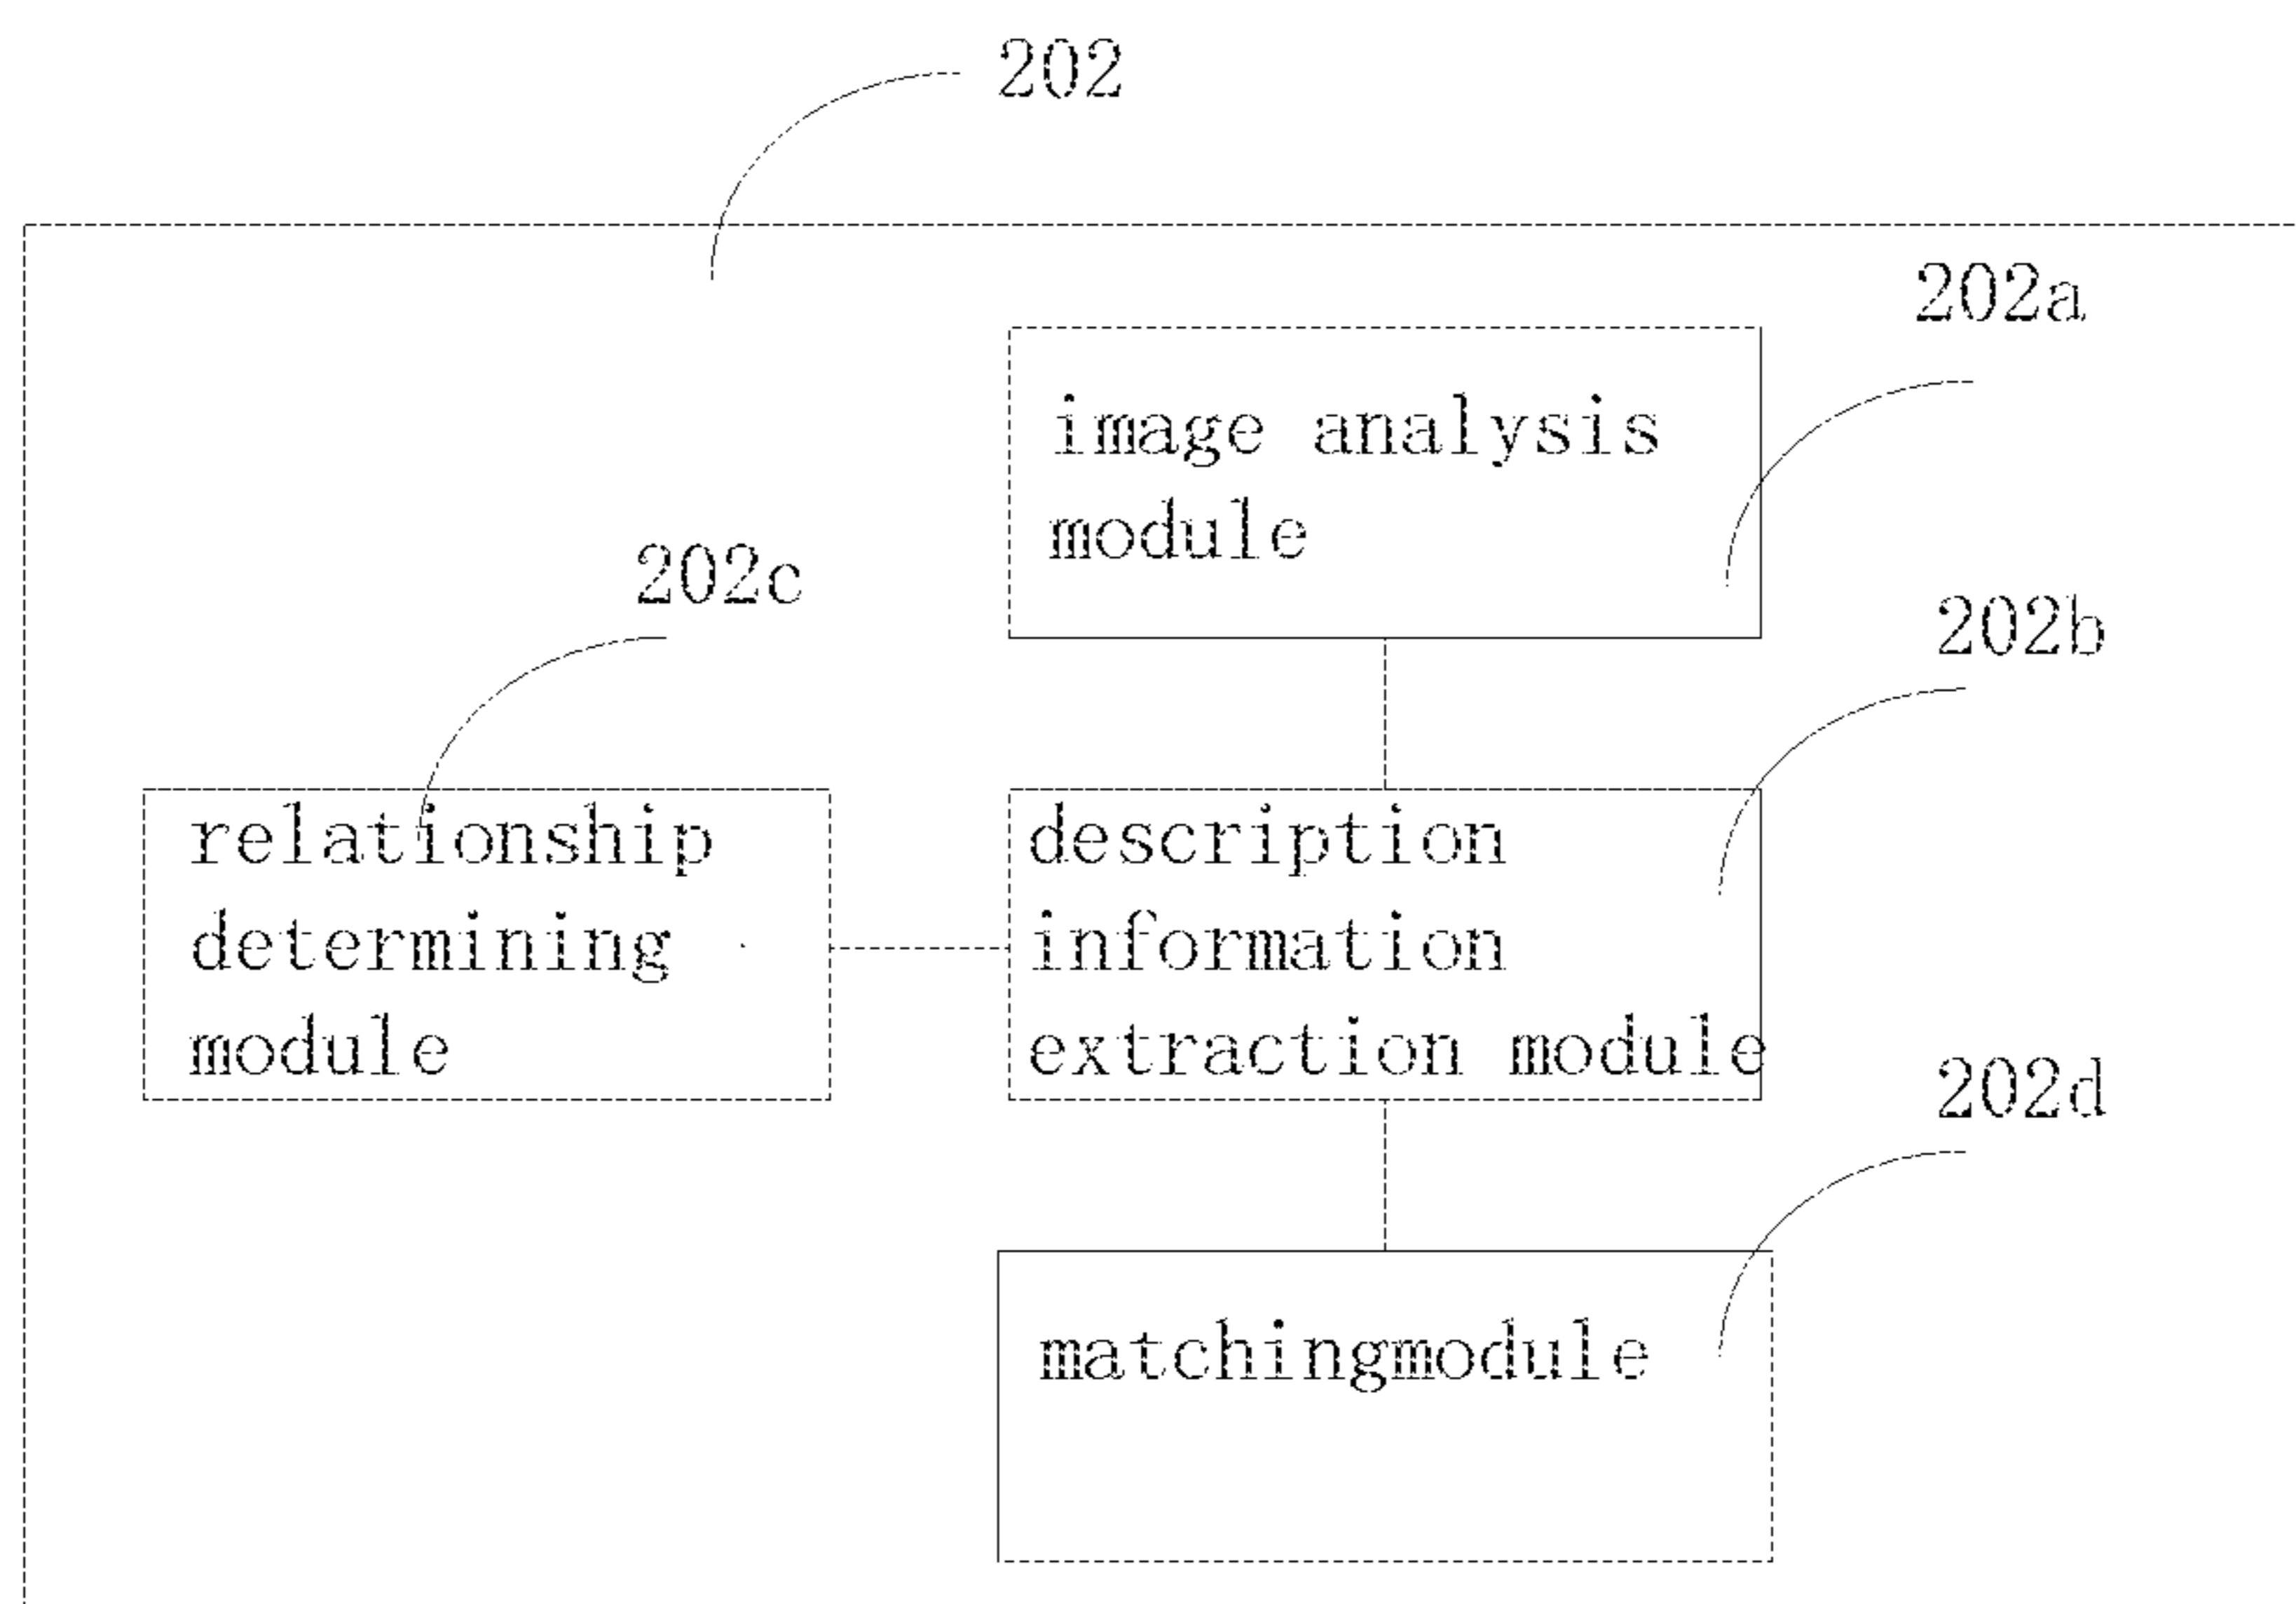 202
202a
image analysis
module
202c
202b
relationship
determining
module
description
information
extraction module
202d
matchingmodule